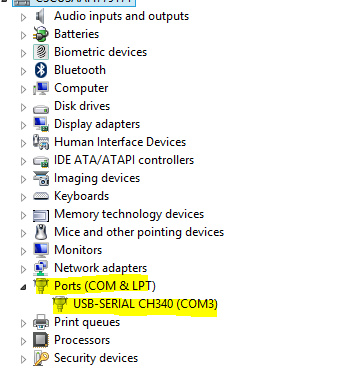 Audio inputs and outputs
Batteries
Biometric devices
Bluetooth
Computer
Disk drives
Display adapters
Human Interface Devices
IDE ATA/ATAPI controllers
Imaging devices
Keyboards
Memory technology devices
Mice and other pointing devices
Monitors
Network adapters
Ports (COM & LPT)
USB-SERIAL CH340 (COM3)
Print queues
Processors
Security devices